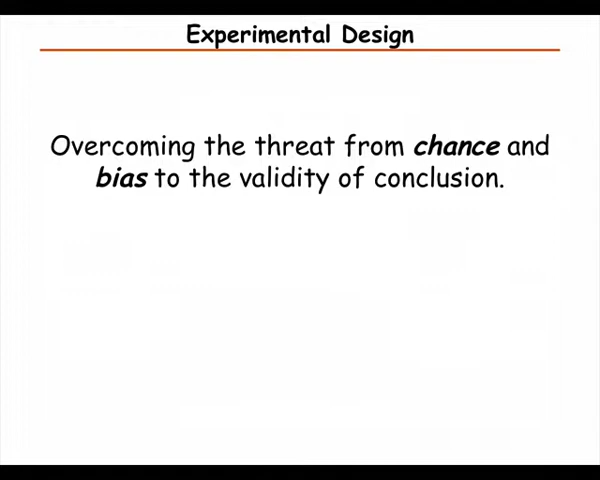 Experimental Design
Overcoming the threat from chance and
bias to the validity of conclusion.